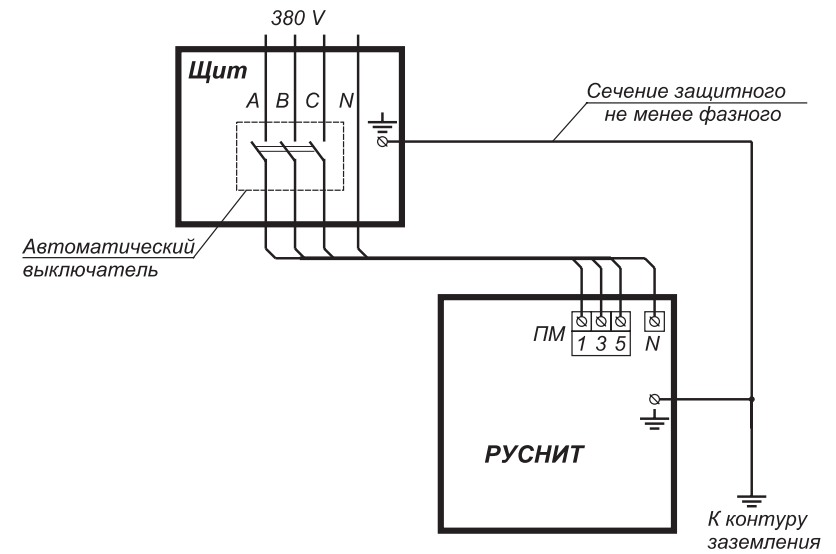 380 V
Щит
A B C N
Сечение защитного
не менее фазного
Автоматический
выключатель
ПМ
1 3 5 N
РУСНИТ
К контуру
заземления